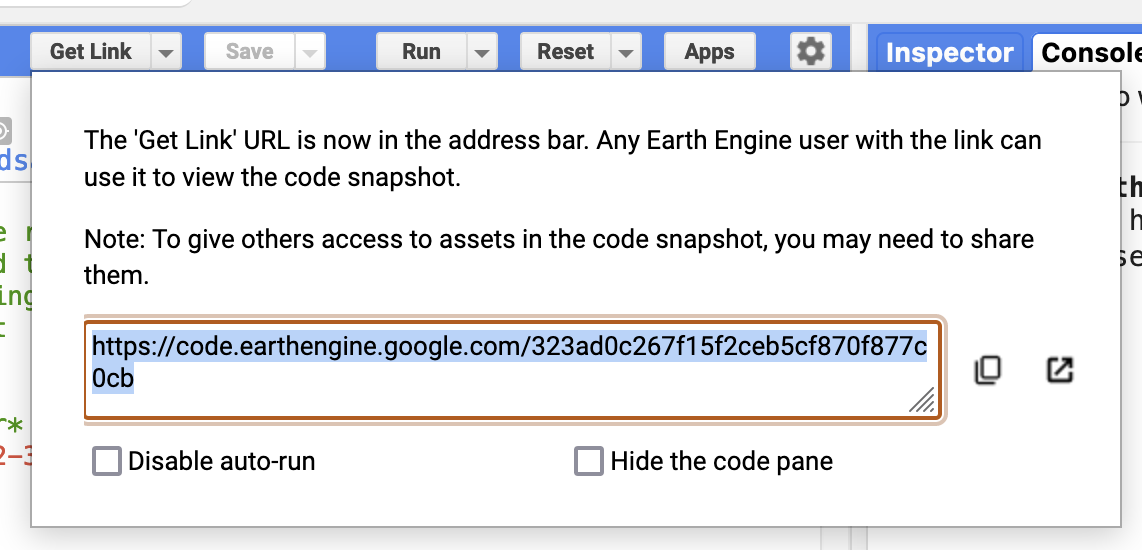 Get Link
Save
Run
Reset
Apps
Inspector
Console
The 'Get Link' URL is now in the address bar. Any Earth Engine user with the link can
use it to view the code snapshot.
Note: To give others access to assets in the code snapshot, you may need to share
them.
https://code.earthengine.google.com/323ad0c267f15f2ceb5cf870f877c
0cb
Disable auto-run
Hide the code pane